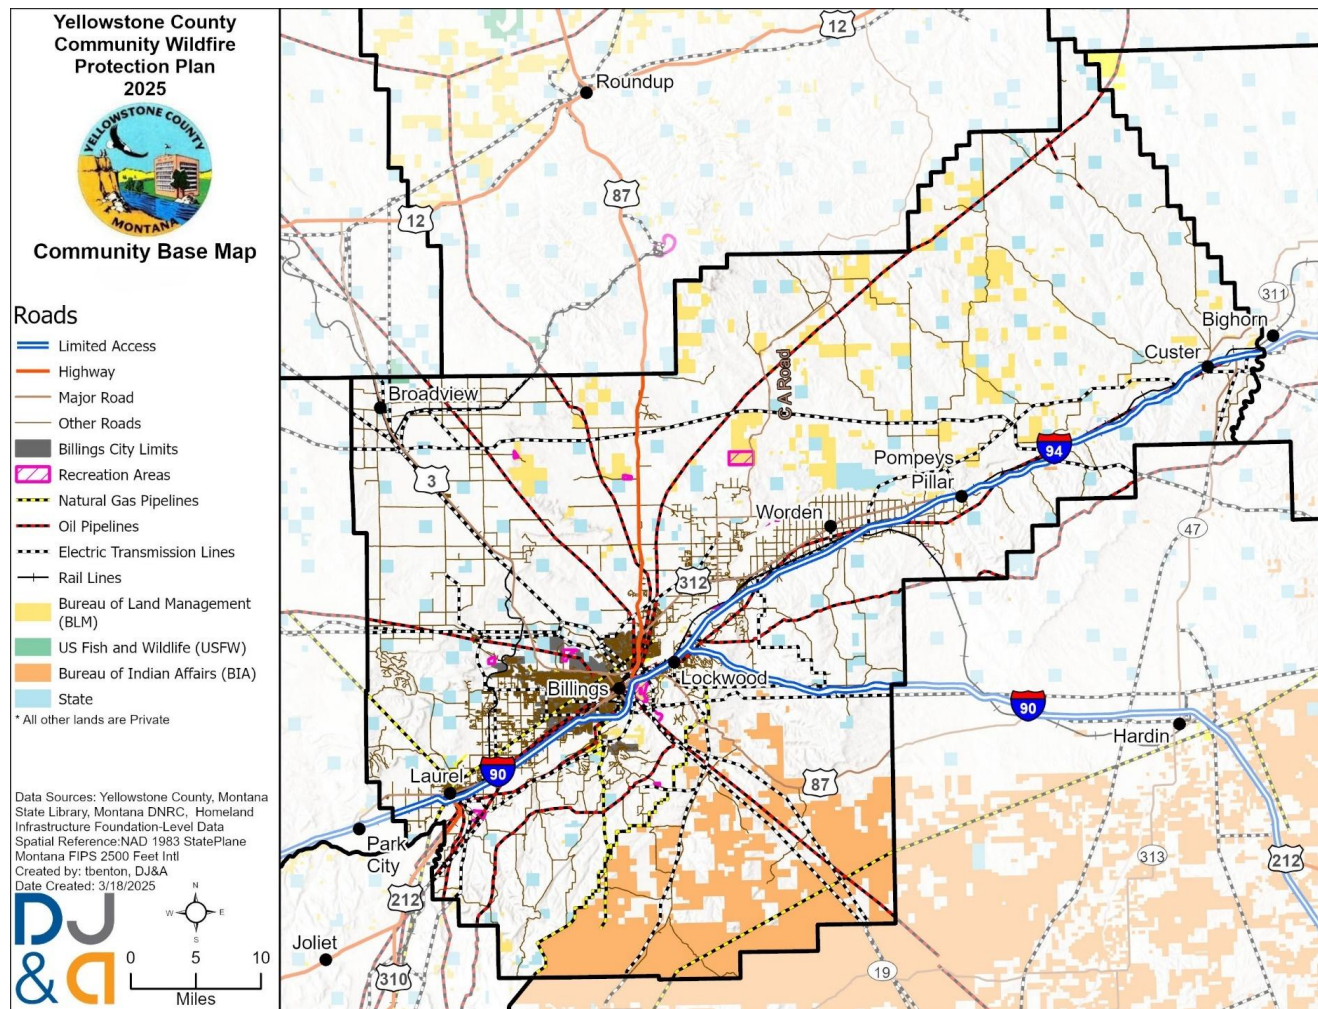 Yellowstone County
Community Wildfire
Protection Plan
2025
YELLOWSTONE COUNTY
MONTANA
Community Base Map
Roads
Limited Access
Highway
Major Road
Other Roads
Billings City Limits
Recreation Areas
Natural Gas Pipelines
Oil Pipelines
Electric Transmission Lines
Rail Lines
Bureau of Land Management
(BLM)
US Fish and Wildlife (USFW)
Bureau of Indian Affairs (BIA)
State
* All other lands are Private
Data Sources: Yellowstone County, Montana
State Library, Montana DNRC, Homeland
Infrastructure Foundation-Level Data
Spatial Reference:NAD 1983 StatePlane
Montana FIPS 2500 Feet Intl
Created by: tbenton, DJ&A
Date Created: 3/18/2025
DJ
&A
N
W E
S
0 5 10
Miles
12
Roundup
87
12
311
Bighorn
Custer
C A Road
Broadview
94
Pompeys
Pillar
3
Worden
47
312
Lockwood
Billings
90
Hardin
Laurel
90
87
Park
City
313
212
212
Joliet
310
19